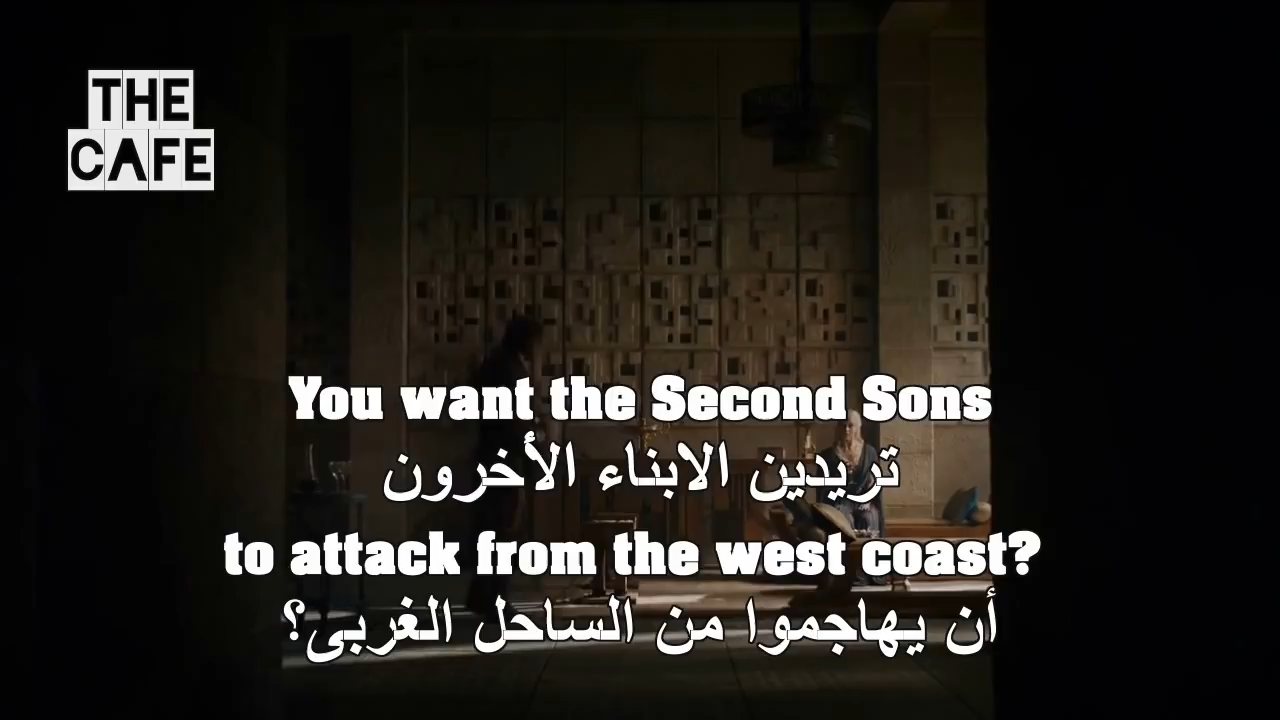 THE
CAFE
You want the Second Sons
تريدين الابناء الأخرون
to attack from the west coast?
أن يهاجموا من الساحل الغربى؟